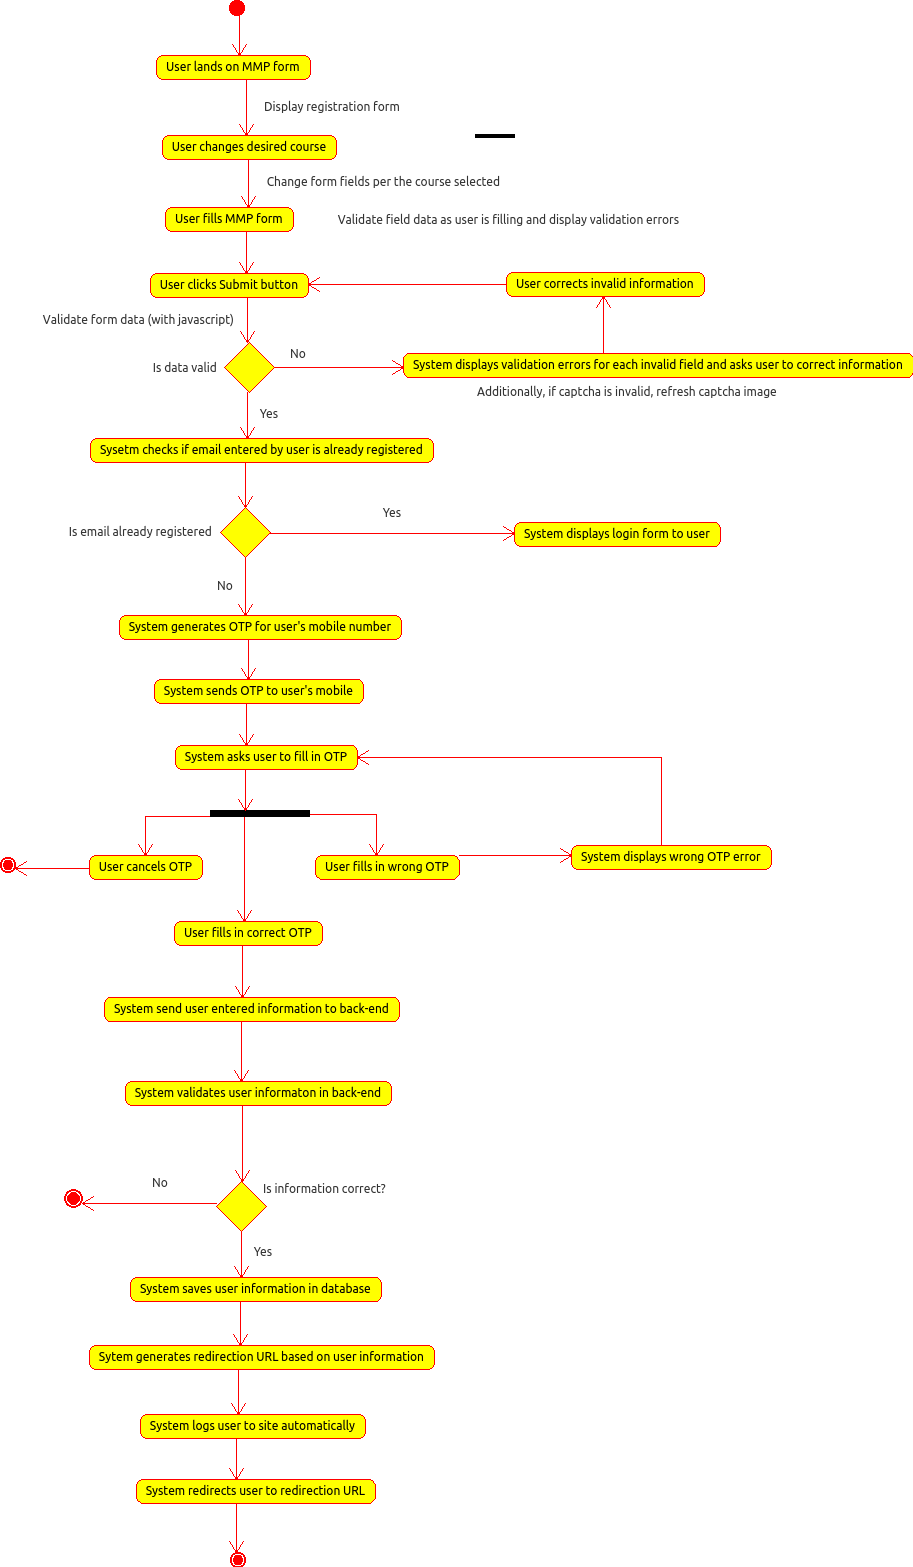 User lands on MMP form
Display registration form
User changes desired course
Change form fields per the course selected
User fills MMP form
Validate field data as user is filling and display validation errors
User clicks Submit button
User corrects invalid information
Validate form data (with javascript)
Is data valid
No
System displays validation errors for each invalid field and asks user to correct information
Additionally, if captcha is invalid, refresh captcha image
Yes
Sysetm checks if email entered by user is already registered
Is email already registered
Yes
System displays login form to user
No
System generates OTP for user's mobile number
System sends OTP to user's mobile
System asks user to fill in OTP
User cancels OTP
User fills in wrong OTP
System displays wrong OTP error
User fills in correct OTP
System send user entered information to back-end
System validates user informaton in back-end
No
Is information correct?
Yes
System saves user information in database
Sytem generates redirection URL based on user information
System logs user to site automatically
System redirects user to redirection URL